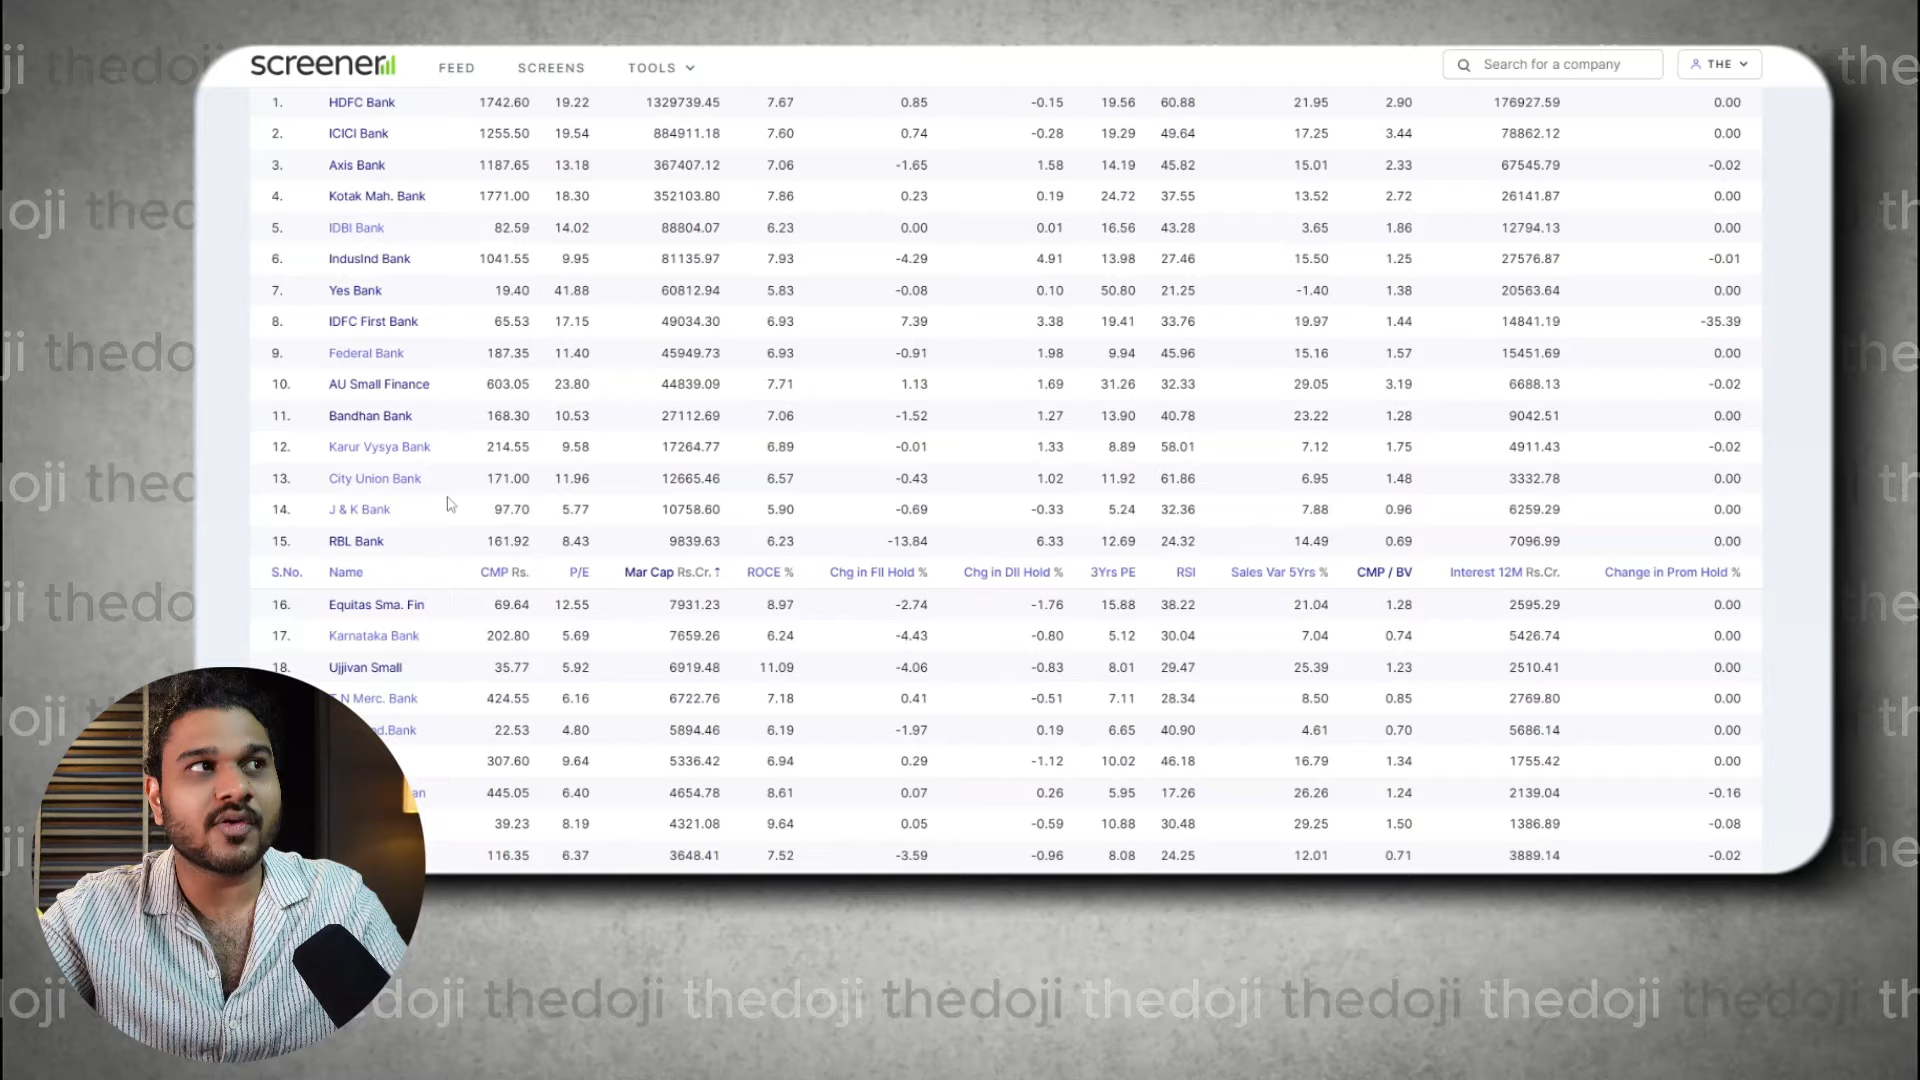 screener FEED SCREENS TOOLS Search for a company THE
1. HDFC Bank 1742.60 19.22 1329739.45 7.67 0.85 -0.15 19.56 60.88 21.95 2.90 176927.59 0.00
2. ICICI Bank 1255.50 19.54 884911.18 7.60 0.74 -0.28 19.29 49.64 17.25 3.44 78862.12 0.00
3. Axis Bank 1187.65 13.18 367407.12 7.06 -1.65 1.58 14.19 45.82 15.01 2.33 67545.79 -0.02
4. Kotak Mah. Bank 1771.00 18.30 352103.80 7.86 0.23 0.19 24.72 37.55 13.52 2.72 26141.87 0.00
5. IDBI Bank 82.59 14.02 88804.07 6.23 0.00 0.01 16.56 43.28 3.65 1.86 12794.13 0.00
6. IndusInd Bank 1041.55 9.95 81135.97 7.93 -4.29 4.91 13.98 27.46 15.50 1.25 27576.87 -0.01
7. Yes Bank 19.40 41.88 60812.94 5.83 -0.08 0.10 50.80 21.25 -1.40 1.38 20563.64 0.00
8. IDFC First Bank 65.53 17.15 49034.30 6.93 7.39 3.38 19.41 33.76 19.97 1.44 14841.19 -35.39
9. Federal Bank 187.35 11.40 45949.73 6.93 -0.91 1.98 9.94 45.96 15.16 1.57 15451.69 0.00
10. AU Small Finance 603.05 23.80 44839.09 7.71 1.13 1.69 31.26 32.33 29.05 3.19 6688.13 -0.02
11. Bandhan Bank 168.30 10.53 27112.69 7.06 -1.52 1.27 13.90 40.78 23.22 1.28 9042.51 0.00
12. Karur Vysya Bank 214.55 9.58 17264.77 6.89 -0.01 1.33 8.89 58.01 7.12 1.75 4911.43 -0.02
13. City Union Bank 171.00 11.96 12665.46 6.57 -0.43 1.02 11.92 61.86 6.95 1.48 3332.78 0.00
14. J & K Bank 97.70 5.77 10758.60 5.90 -0.69 -0.33 5.24 32.36 7.88 0.96 6259.29 0.00
15. RBL Bank 161.92 8.43 9839.63 6.23 -13.84 6.33 12.69 24.32 14.49 0.69 7096.99 0.00
S.No. Name CMP Rs. P/E Mar Cap Rs.Cr.↑ ROCE % Chg in FII Hold % Chg in DII Hold % 3Yrs PE RSI Sales Var 5Yrs % CMP / BV Interest 12M Rs.Cr. Change in Prom Hold %
16. Equitas Sma. Fin 69.64 12.55 7931.23 8.97 -2.74 -1.76 15.88 38.22 21.04 1.28 2595.29 0.00
17. Karnataka Bank 202.80 5.69 7659.26 6.24 -4.43 -0.80 5.12 30.04 7.04 0.74 5426.74 0.00
18. Ujjivan Small 35.77 5.92 6919.48 11.09 -4.06 -0.83 8.01 29.47 25.39 1.23 2510.41 0.00
N Merc. Bank 424.55 6.16 6722.76 7.18 0.41 -0.51 7.11 28.34 8.50 0.85 2769.80 0.00
nd.Bank 22.53 4.80 5894.46 6.19 -1.97 0.19 6.65 40.90 4.61 0.70 5686.14 0.00
307.60 9.64 5336.42 6.94 0.29 -1.12 10.02 46.18 16.79 1.34 1755.42 0.00
an 445.05 6.40 4654.78 8.61 0.07 0.26 5.95 17.26 26.26 1.24 2139.04 -0.16
39.23 8.19 4321.08 9.64 0.05 -0.59 10.88 30.48 29.25 1.50 1386.89 -0.08
116.35 6.37 3648.41 7.52 -3.59 -0.96 8.08 24.25 12.01 0.71 3889.14 -0.02
doji thedoji thedoji thedoji thedoji thedoji thedoji thedoji